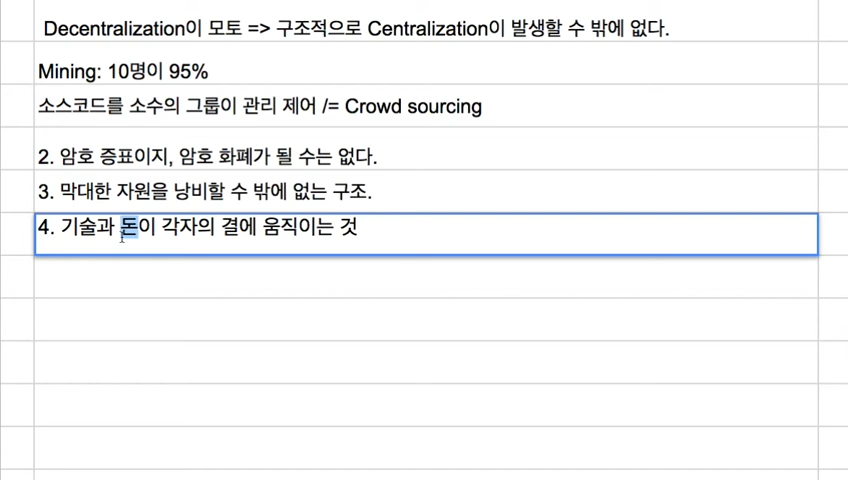 Decentralization이 모토 => 구조적으로 Centralization이 발생할 수 밖에 없다.
Mining: 10명이 95%
소스코드를 소수의 그룹이 관리 제어 /= Crowd sourcing
2. 암호 증표이지, 암호 화폐가 될 수는 없다.
3. 막대한 자원을 낭비할 수 밖에 없는 구조.
4. 기술과 돈이 각자의 결에 움직이는 것